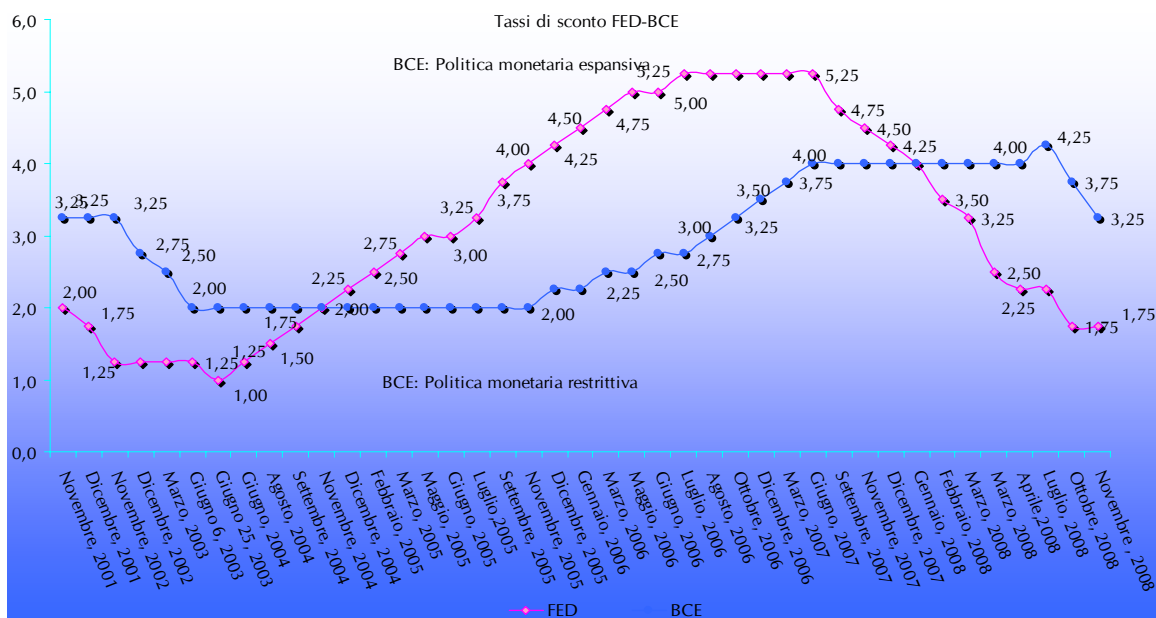 Tassi di sconto FED-BCE
6,0
5,0
4,0
3,0
2,0
1,0
0,0
BCE: Politica monetaria espansiva
BCE: Politica monetaria restrittiva
3,25
3,25
3,25
2,75
2,50
2,00
2,00
2,25
2,50
2,75
3,00
3,25
3,50
3,75
4,00
4,00
4,25
3,75
3,25
2,00
1,75
1,25
1,25
1,00
1,25
1,50
1,75
2,00
2,25
2,50
2,75
3,00
3,25
3,75
4,00
4,25
4,50
4,75
5,00
5,25
5,25
4,75
4,50
4,25
3,50
3,25
2,50
2,25
1,75
1,75
Novembre, 2001
Dicembre, 2001
Novembre, 2002
Dicembre, 2002
Marzo, 2003
Giugno 6, 2003
Giugno 25, 2003
Giugno, 2004
Agosto, 2004
Settembre, 2004
Novembre, 2004
Dicembre, 2004
Febbraio, 2005
Marzo, 2005
Maggio, 2005
Giugno, 2005
Luglio,2005
Settembre, 2005
Novembre, 2005
Dicembre, 2005
Gennaio, 2006
Marzo, 2006
Maggio, 2006
Giugno, 2006
Luglio, 2006
Agosto, 2006
Ottobre, 2006
Dicembre, 2006
Marzo, 2007
Giugno, 2007
Settembre, 2007
Novembre, 2007
Dicembre, 2007
Gennaio, 2008
Febbraio, 2008
Marzo, 2008
Marzo, 2008
Aprile,2008
Luglio, 2008
Ottobre, 2008
Novembre , 2008
FED
BCE